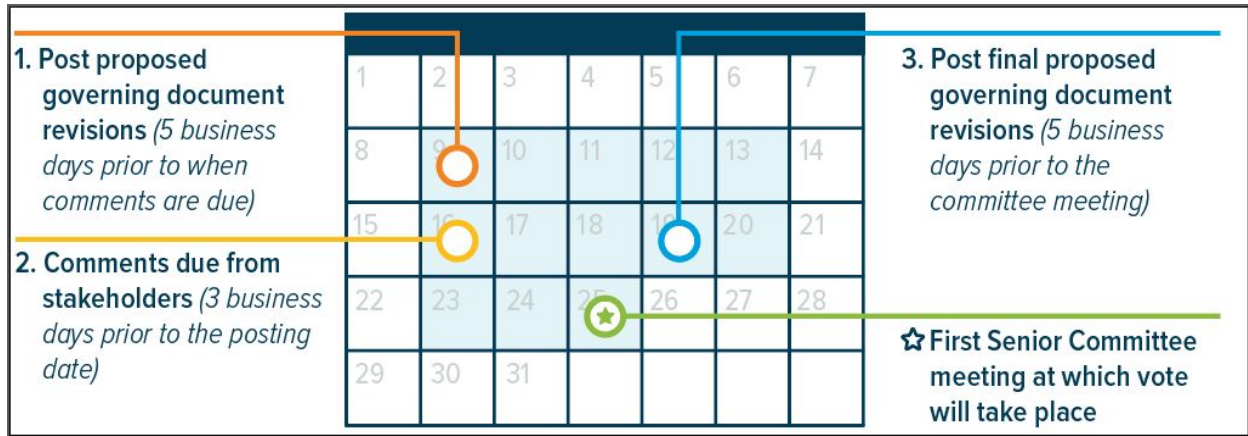 1. Post proposed
governing document
revisions (5 business
days prior to when
comments are due)
2. Comments due from
stakeholders (3 business
days prior to the posting
date)
1 2 3 4 5 6 7
8 9 10 11 12 13 14
15 16 17 18 19 20 21
22 23 24 25 26 27 28
29 30 31
3. Post final proposed
governing document
revisions (5 business
days prior to the
committee meeting)
First Senior Committee
meeting at which vote
will take place